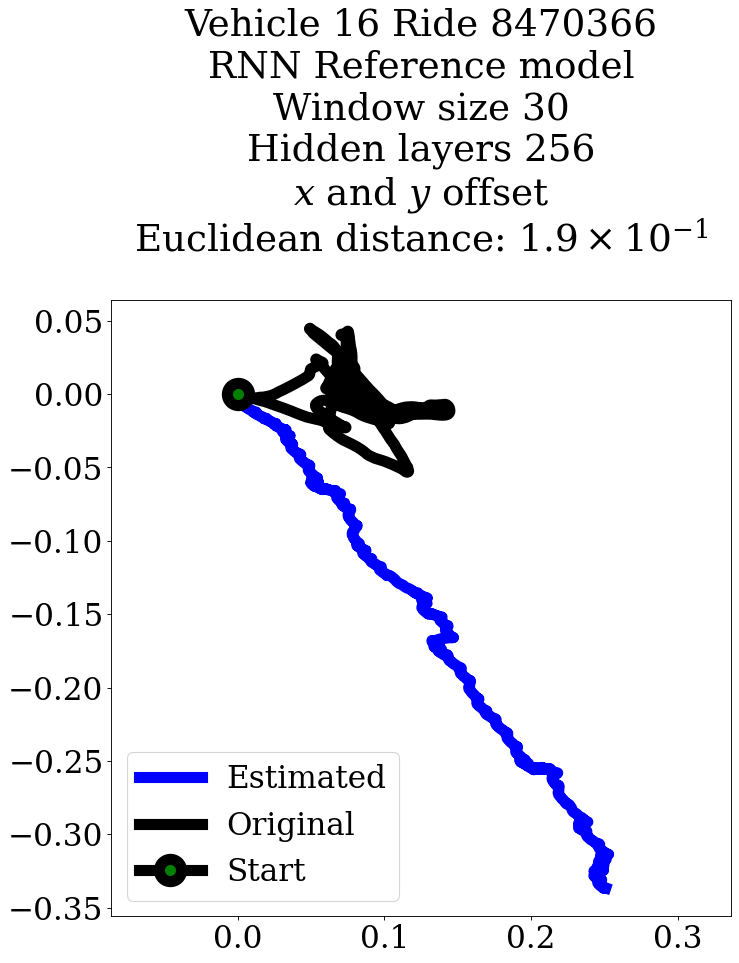 Vehicle 16 Ride 8470366
RNN Reference model
Window size 30
Hidden layers 256
x and y offset
Euclidean distance: 1.9 × 10⁻¹
0.05
0.00
−0.05
−0.10
−0.15
−0.20
−0.25
−0.30
−0.35
Estimated
Original
Start
0.0 0.1 0.2 0.3